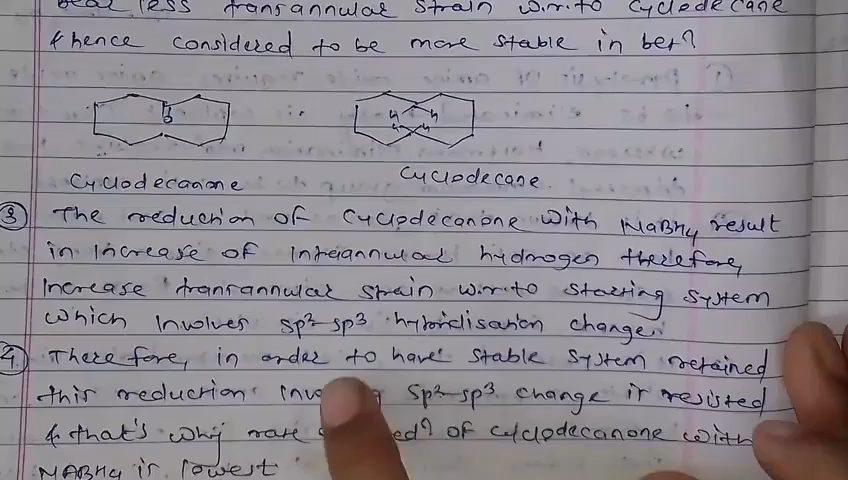 bear less transannular strain w.r.to cyclodecane
& hence considered to be more stable in bet?
Cyclodecanone
Cyclodecane.
3 The reduction of Cyclodecanone with NaBH4 result
in increase of Intraannular hydrogen therefore,
Increase transannular strain w.r.to starting system
which Involves sp2-sp3 hybridisation change.
4. Therefore, in order to have stable system retained
this reduction sp2-sp3 change is resisted
& that's why rate of cyclodecanone with
NaBH4 is lowest